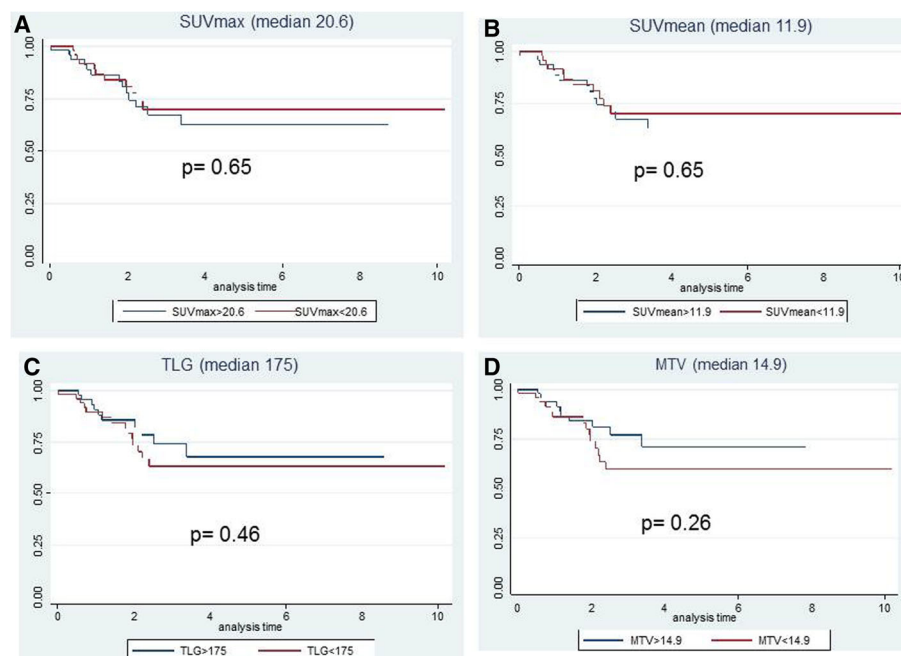 A
SUVmax (median 20.6)
1.00
0.75
0.50
0.25
0.00
p= 0.65
0 2 4 6 8 10
analysis time
SUVmax>20.6 SUVmax<20.6
B
SUVmean (median 11.9)
1.00
0.75
0.50
0.25
0.00
p= 0.65
0 2 4 6 8 10
analysis time
SUVmean>11.9 SUVmean<11.9
C
TLG (median 175)
1.00
0.75
0.50
0.25
0.00
p= 0.46
0 2 4 6 8 10
analysis time
TLG>175 TLG<175
D
MTV (median 14.9)
1.00
0.75
0.50
0.25
0.00
p= 0.26
0 2 4 6 8 10
analysis time
MTV>14.9 MTV<14.9